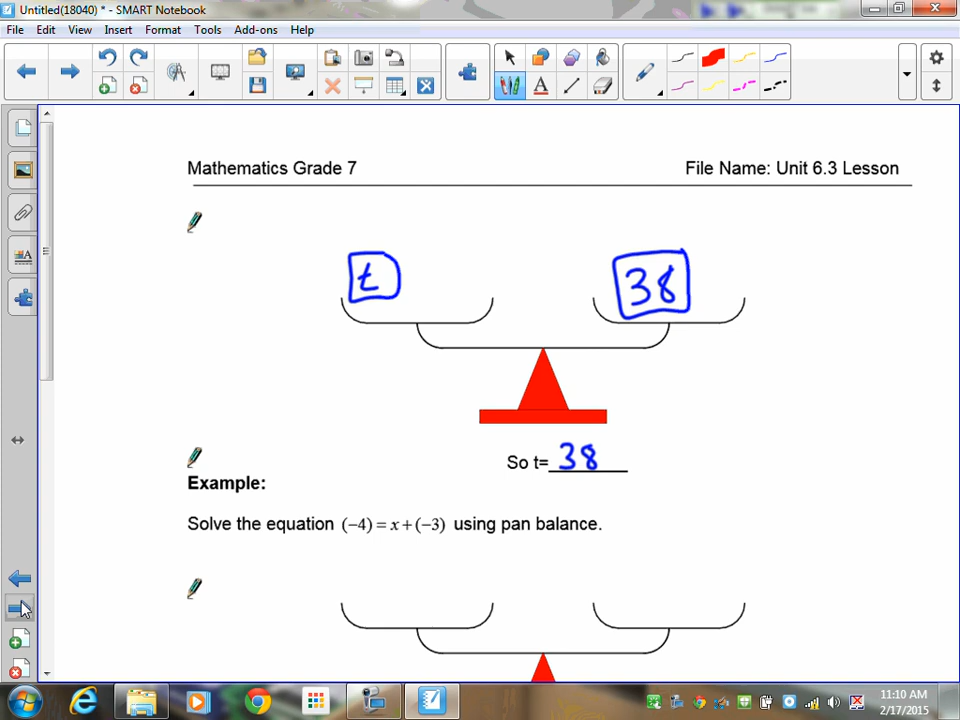 Untitled(18040) * - SMART Notebook
File Edit View Insert Format Tools Add-ons Help
Mathematics Grade 7 File Name: Unit 6.3 Lesson
t 38
So t= 38
Example:
Solve the equation (−4) = x + (−3) using pan balance.
11:10 AM
2/17/2015